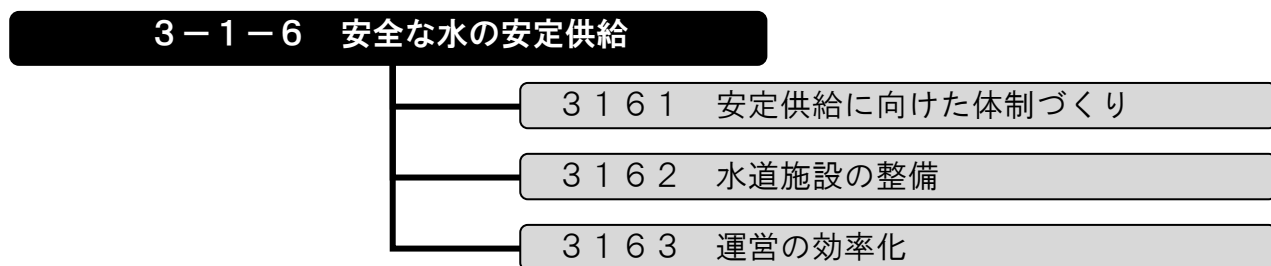 ３－１－６　安全な水の安定供給
３１６１　安定供給に向けた体制づくり
３１６２　水道施設の整備
３１６３　運営の効率化